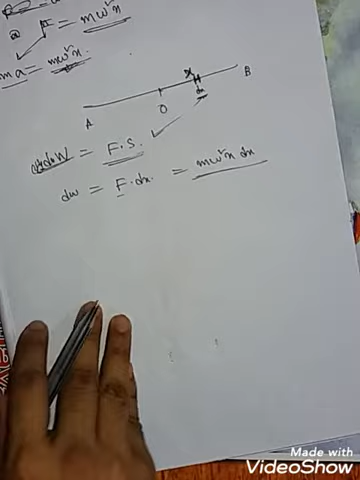 F = mω²x
ma = mω²x.
x
B
dx
O
A
dW = F.S.
dw = F.dx = mω²x dx
Made with
VideoShow